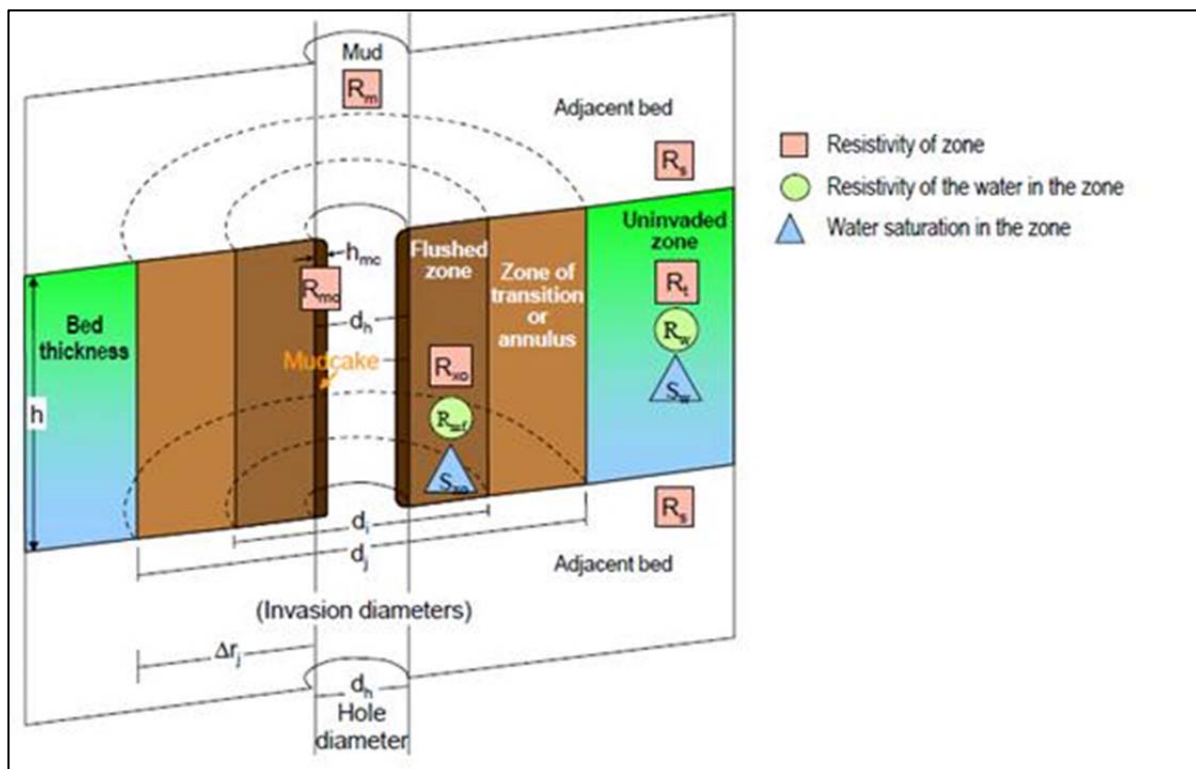 Mud
Rm
Adjacent bed
Rs
Resistivity of zone
Resistivity of the water in the zone
Water saturation in the zone
Uninvaded
zone
Flushed
zone
Zone of
transition
or
annulus
hmc
Rmc
Rt
Rw
Sw
Bed
thickness
dh
Mudcake
Rxo
Rmf
Sxo
h
di
dj
Rs
Adjacent bed
(Invasion diameters)
Δrj
dh
Hole
diameter